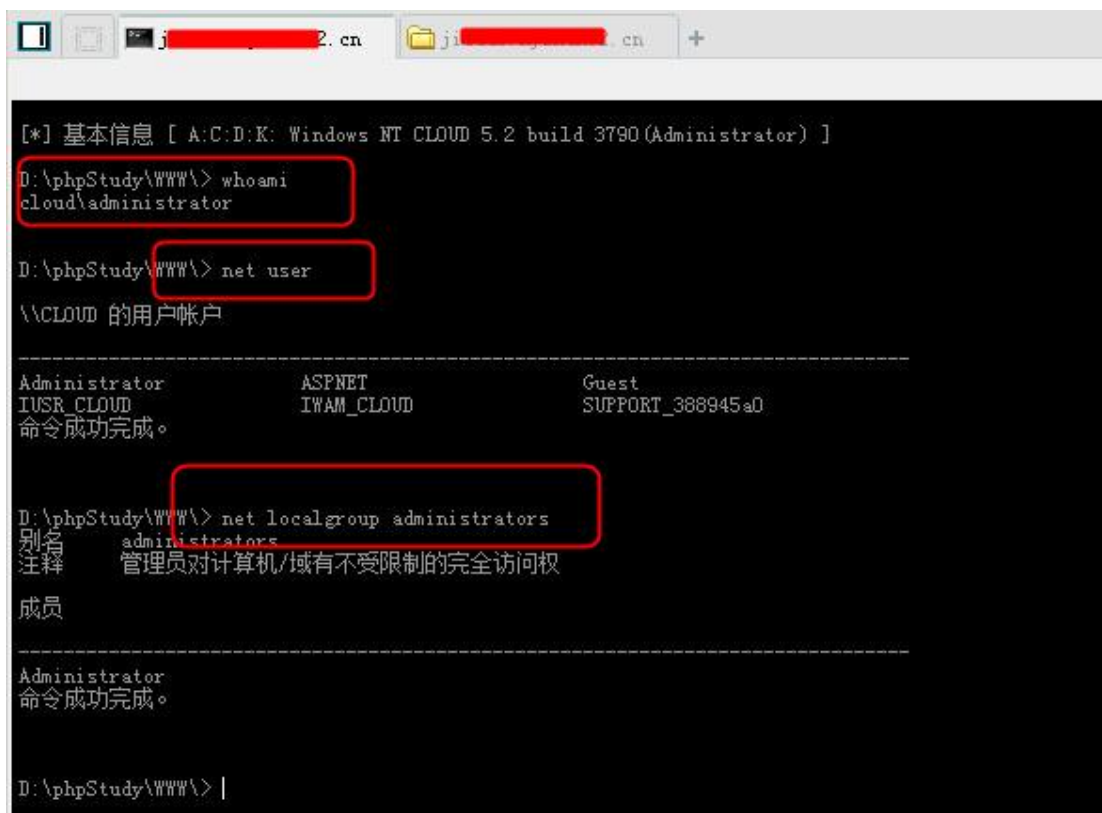 j 2. cn ji . cn +
[*] 基本信息 [ A:C:D:K: Windows NT CLOUD 5.2 build 3790(Administrator) ]
D:\phpStudy\WWW\> whoami
cloud\administrator
D:\phpStudy\WWW\> net user
\\CLOUD 的用户帐户
-------------------------------------------------------------------------------
Administrator ASPNET Guest
IUSR_CLOUD IWAM_CLOUD SUPPORT_388945a0
命令成功完成。
D:\phpStudy\WWW\> net localgroup administrators
别名 administrators
注释 管理员对计算机/域有不受限制的完全访问权
成员
-------------------------------------------------------------------------------
Administrator
命令成功完成。
D:\phpStudy\WWW\>